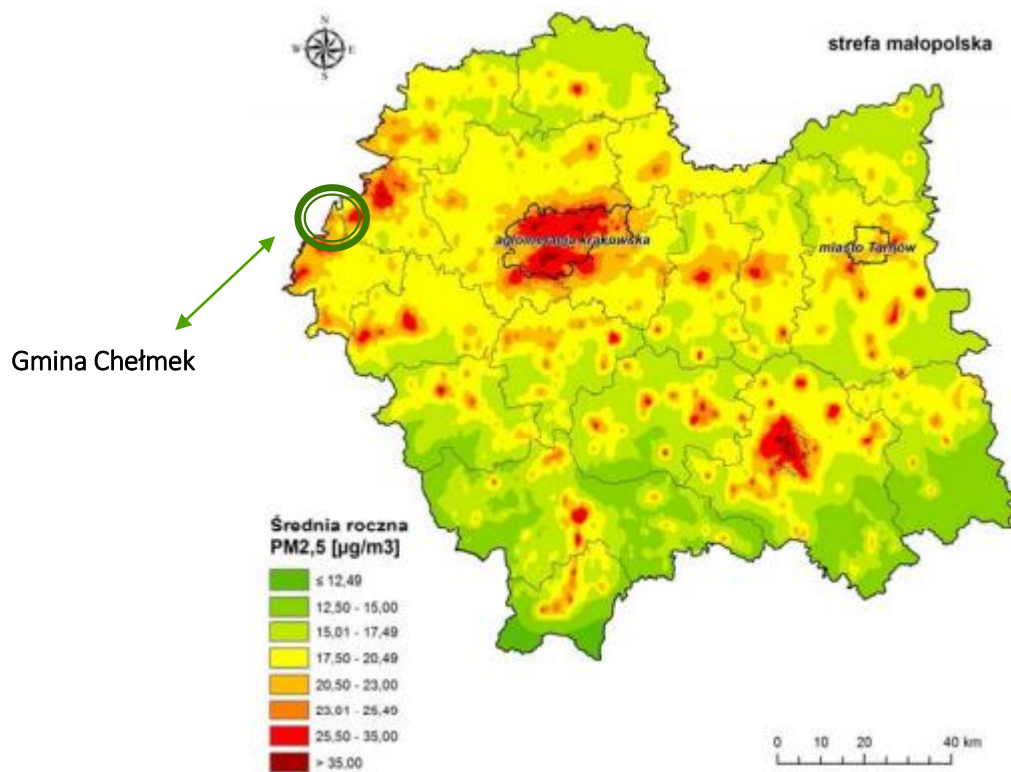 N
W E
S
strefa małopolska
aglomeracja krakowska
miasto Tarnów
Gmina Chełmek
Średnia roczna
PM2,5 [µg/m3]
≤ 12,49
12,50 - 15,00
15,01 - 17,49
17,50 - 20,49
20,50 - 23,00
23,01 - 25,49
25,50 - 35,00
> 35,00
0 10 20 40 km